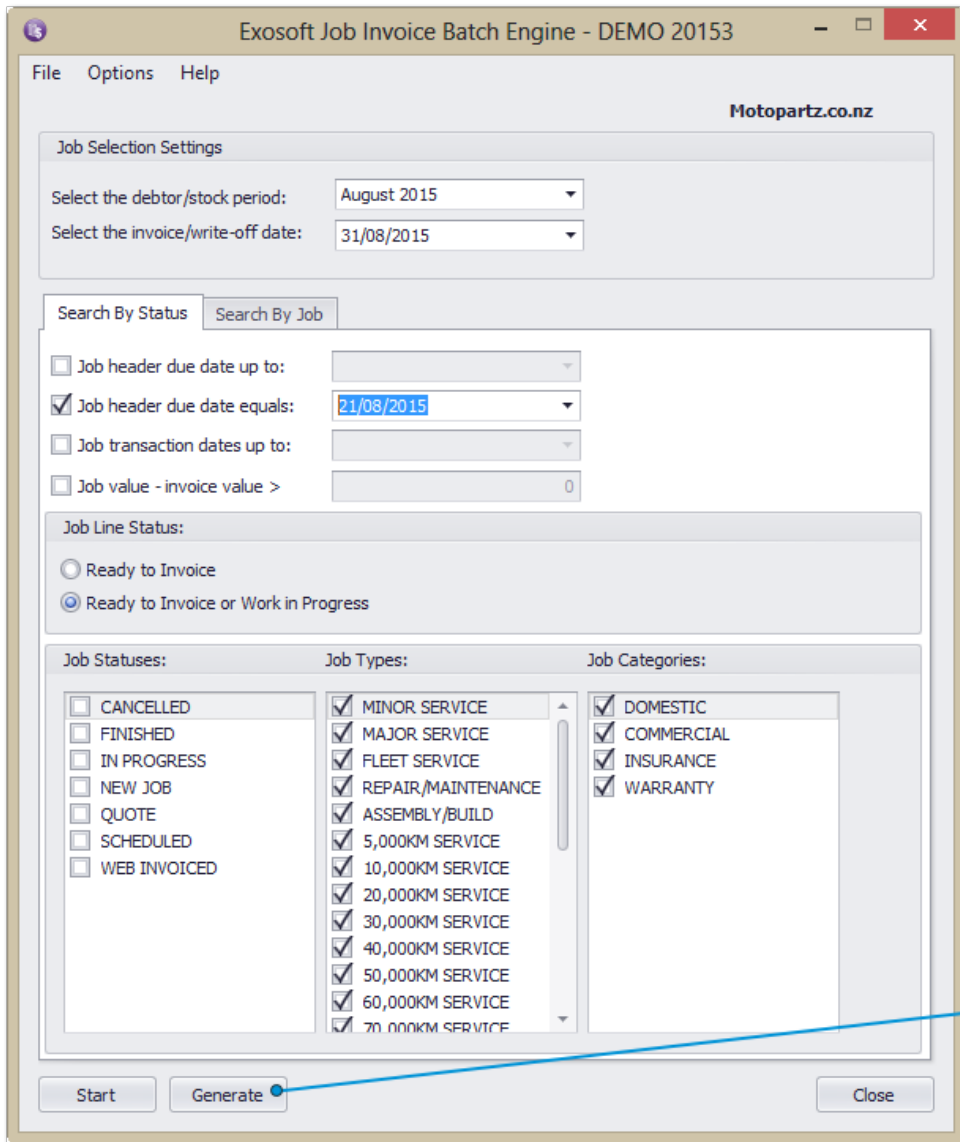 Exosoft Job Invoice Batch Engine - DEMO 20153
File Options Help
Motopartz.co.nz
Job Selection Settings
Select the debtor/stock period: August 2015
Select the invoice/write-off date: 31/08/2015
Search By Status Search By Job
Job header due date up to:
Job header due date equals: 21/08/2015
Job transaction dates up to:
Job value - invoice value > 0
Job Line Status:
Ready to Invoice
Ready to Invoice or Work in Progress
Job Statuses: Job Types: Job Categories:
CANCELLED MINOR SERVICE DOMESTIC
FINISHED MAJOR SERVICE COMMERCIAL
IN PROGRESS FLEET SERVICE INSURANCE
NEW JOB REPAIR/MAINTENANCE WARRANTY
QUOTE ASSEMBLY/BUILD
SCHEDULED 5,000KM SERVICE
WEB INVOICED 10,000KM SERVICE
20,000KM SERVICE
30,000KM SERVICE
40,000KM SERVICE
50,000KM SERVICE
60,000KM SERVICE
70,000KM SERVICE
Start Generate Close